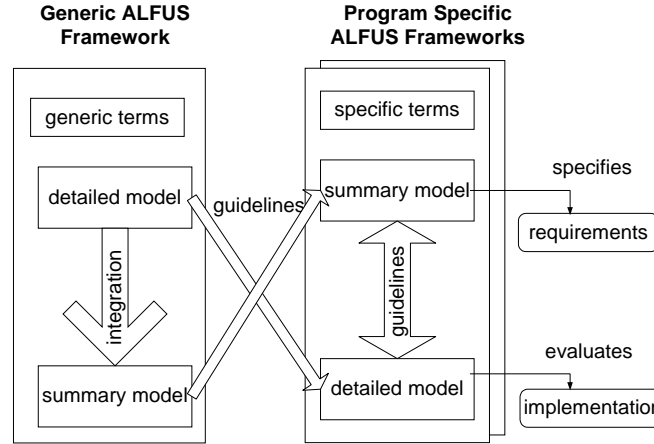 Generic ALFUS
Framework
Program Specific
ALFUS Frameworks
generic terms
detailed model
integration
summary model
guidelines
specific terms
summary model
guidelines
detailed model
specifies
requirements
evaluates
implementation